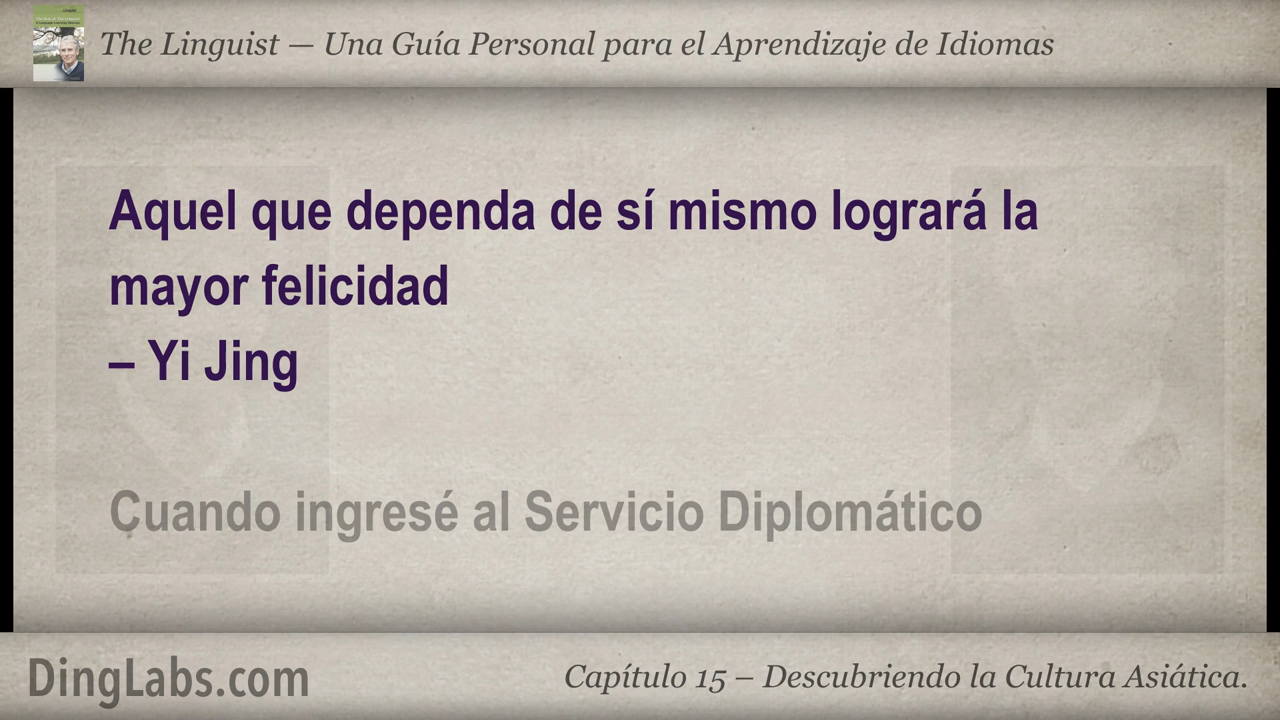 The Linguist — Una Guía Personal para el Aprendizaje de Idiomas
Aquel que dependa de sí mismo logrará la
mayor felicidad
– Yi Jing
Cuando ingresé al Servicio Diplomático
DingLabs.com
Capítulo 15 – Descubriendo la Cultura Asiática.